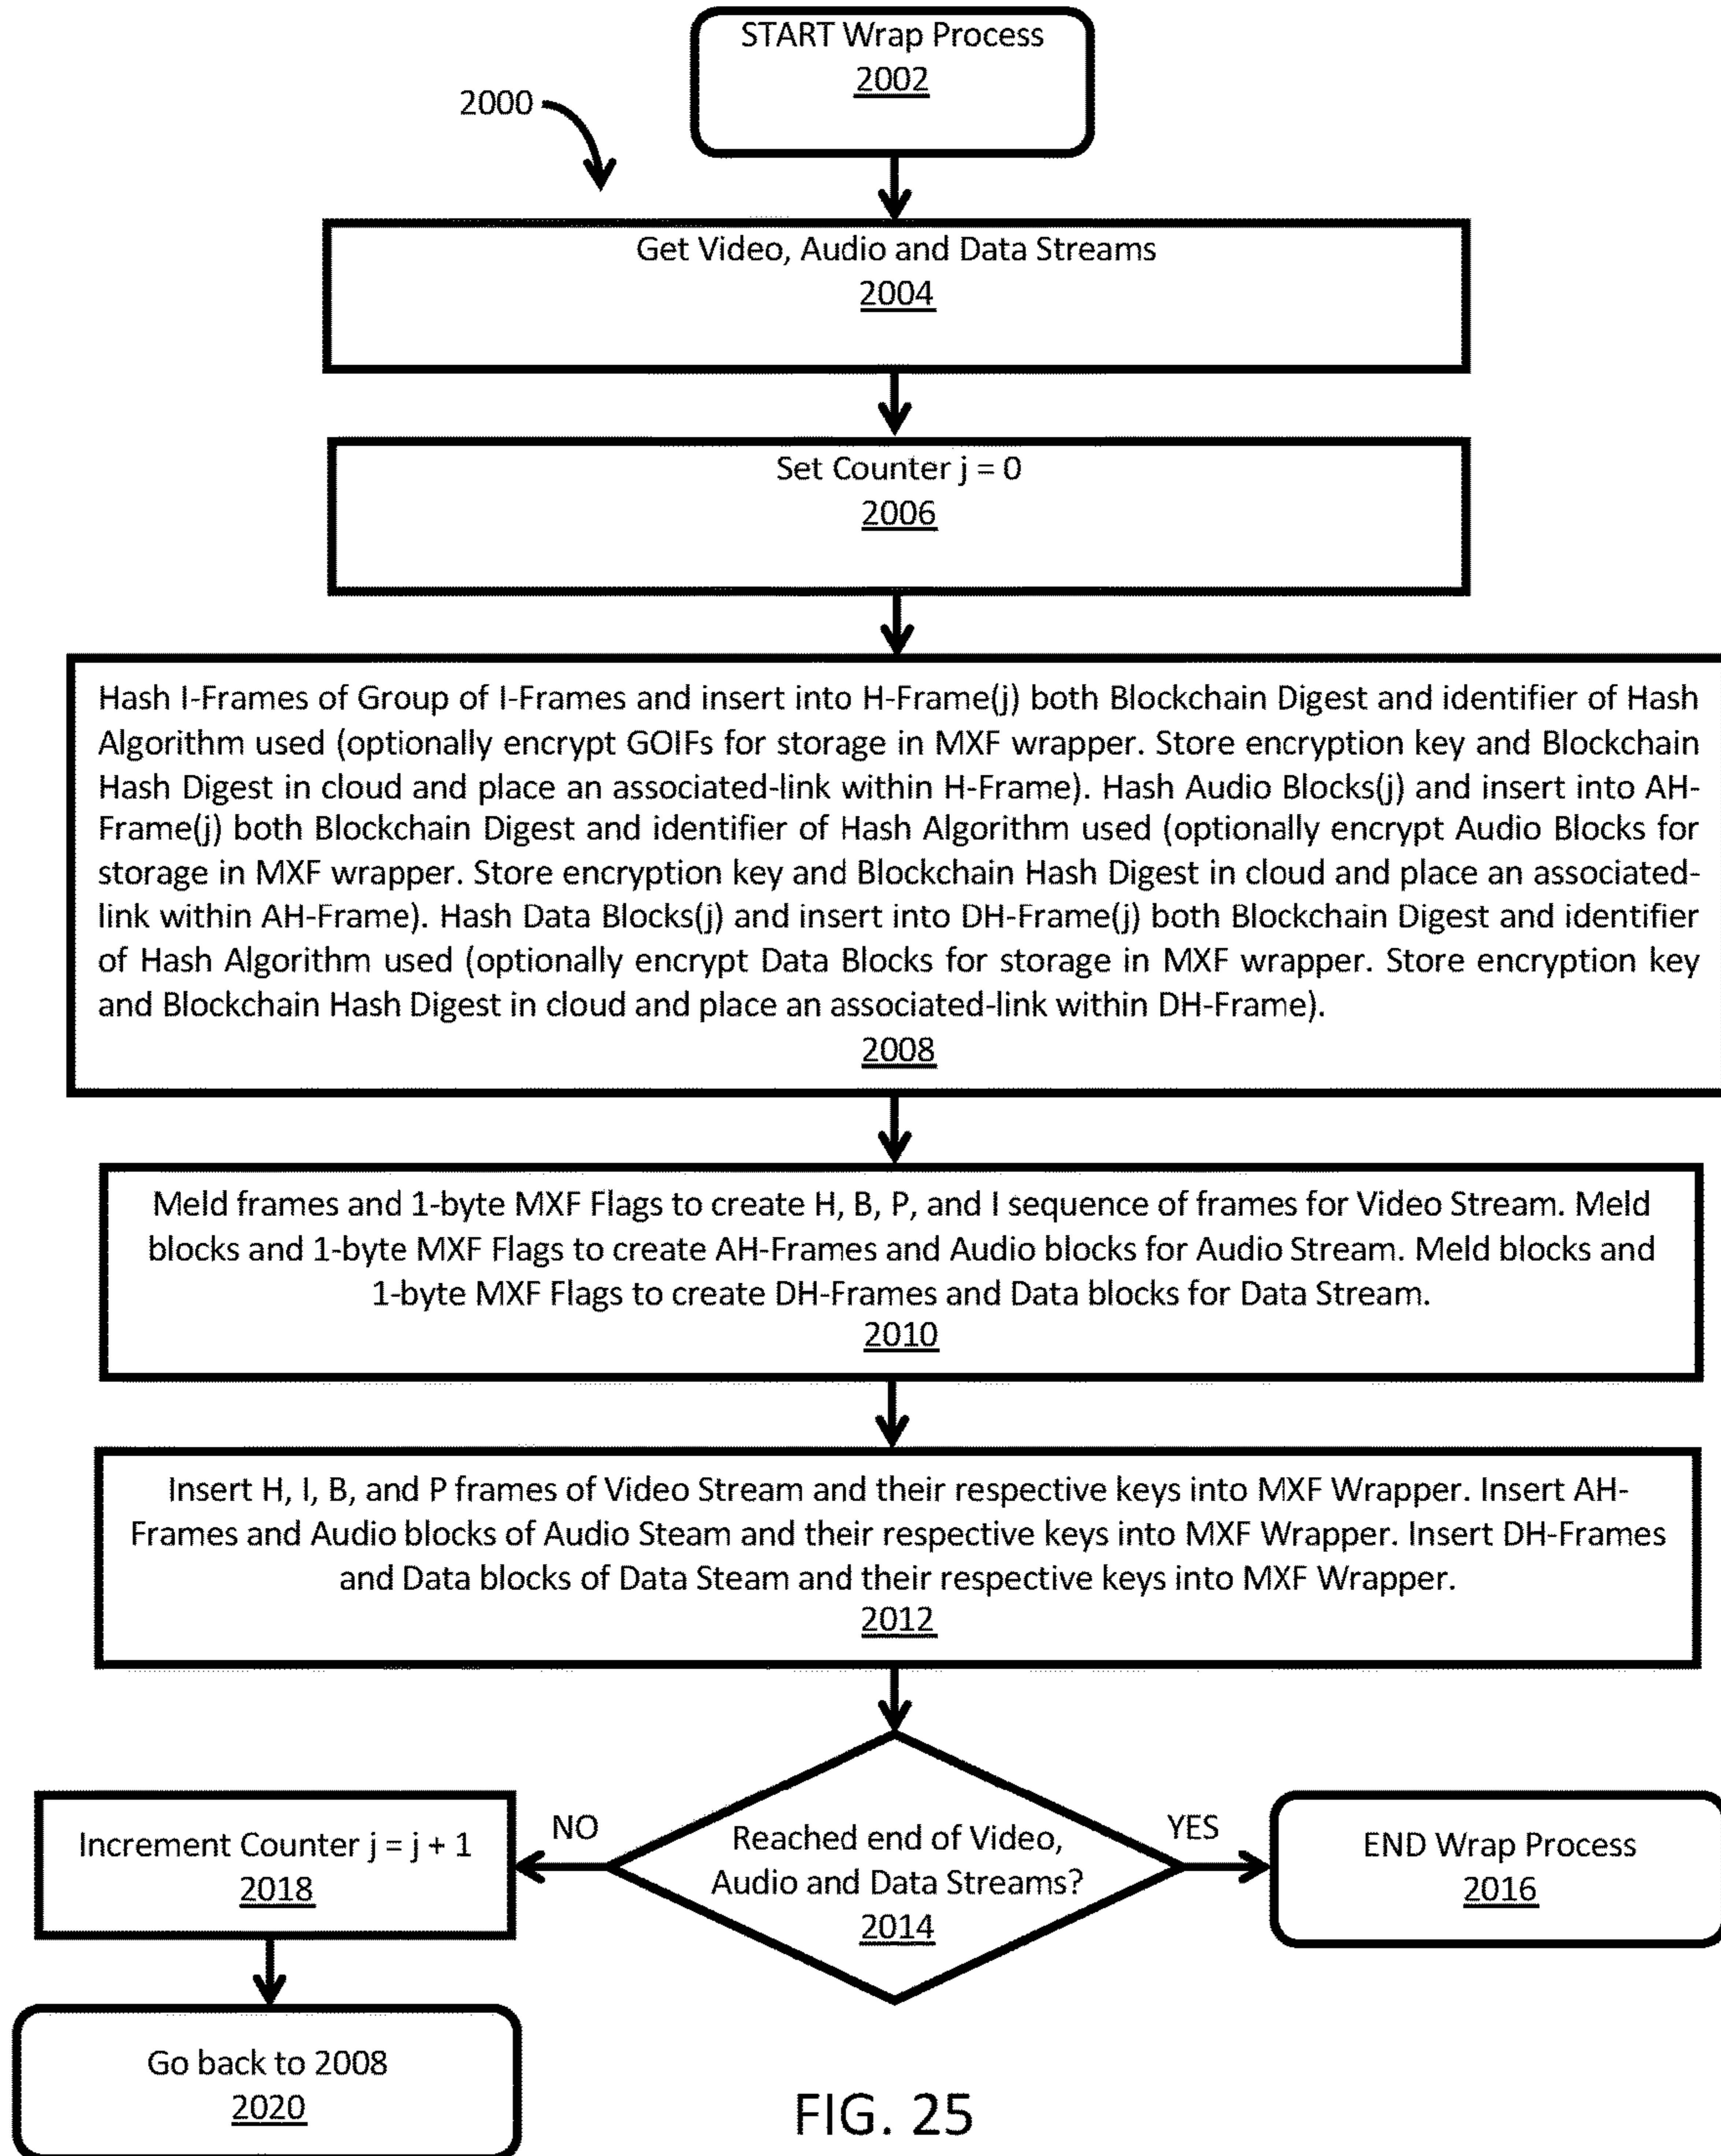 START Wrap Process
2002
2000
Get Video, Audio and Data Streams
2004
Set Counter j = 0
2006
Hash I-Frames of Group of I-Frames and insert into H-Frame(j) both Blockchain Digest and identifier of Hash
Algorithm used (optionally encrypt GOIFs for storage in MXF wrapper. Store encryption key and Blockchain
Hash Digest in cloud and place an associated-link within H-Frame). Hash Audio Blocks(j) and insert into AH-
Frame(j) both Blockchain Digest and identifier of Hash Algorithm used (optionally encrypt Audio Blocks for
storage in MXF wrapper. Store encryption key and Blockchain Hash Digest in cloud and place an associated-
link within AH-Frame). Hash Data Blocks(j) and insert into DH-Frame(j) both Blockchain Digest and identifier
of Hash Algorithm used (optionally encrypt Data Blocks for storage in MXF wrapper. Store encryption key
and Blockchain Hash Digest in cloud and place an associated-link within DH-Frame).
2008
Meld frames and 1-byte MXF Flags to create H, B, P, and I sequence of frames for Video Stream. Meld
blocks and 1-byte MXF Flags to create AH-Frames and Audio blocks for Audio Stream. Meld blocks and
1-byte MXF Flags to create DH-Frames and Data blocks for Data Stream.
2010
Insert H, I, B, and P frames of Video Stream and their respective keys into MXF Wrapper. Insert AH-
Frames and Audio blocks of Audio Steam and their respective keys into MXF Wrapper. Insert DH-Frames
and Data blocks of Data Steam and their respective keys into MXF Wrapper.
2012
Reached end of Video,
Audio and Data Streams?
2014
NO
YES
Increment Counter j = j + 1
2018
END Wrap Process
2016
Go back to 2008
2020
FIG. 25